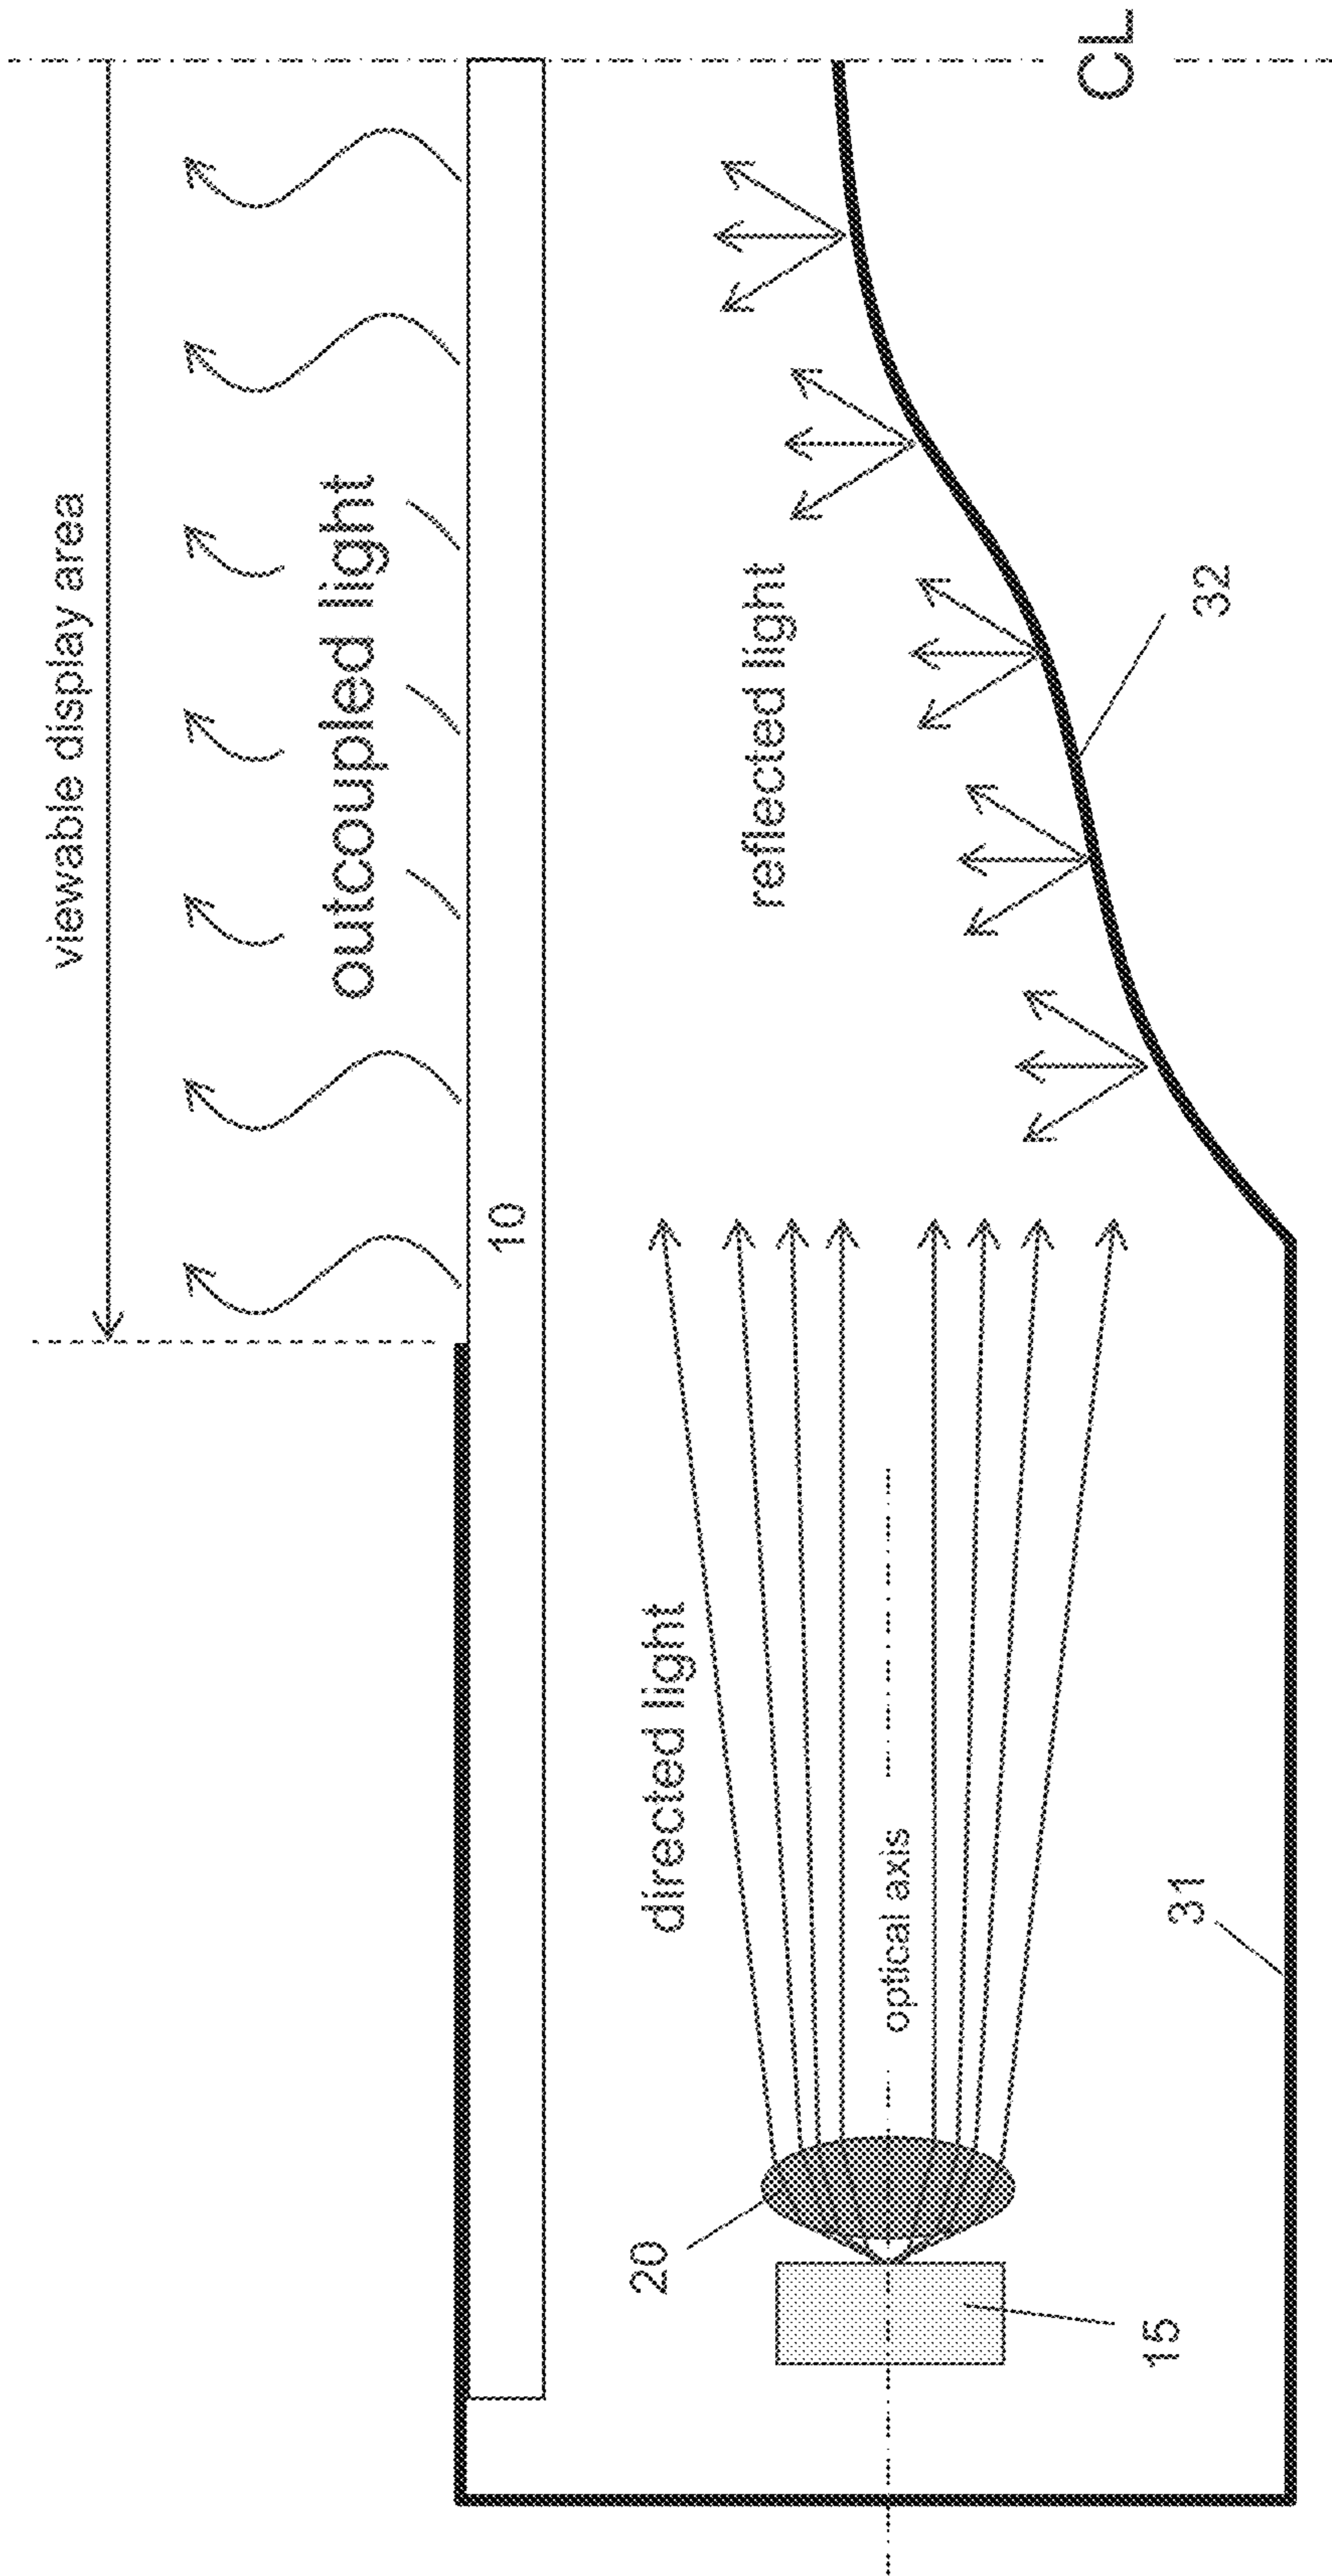 viewable display area
outcoupled light
10
reflected light
directed light
optical axis
20
15
31
32
CL